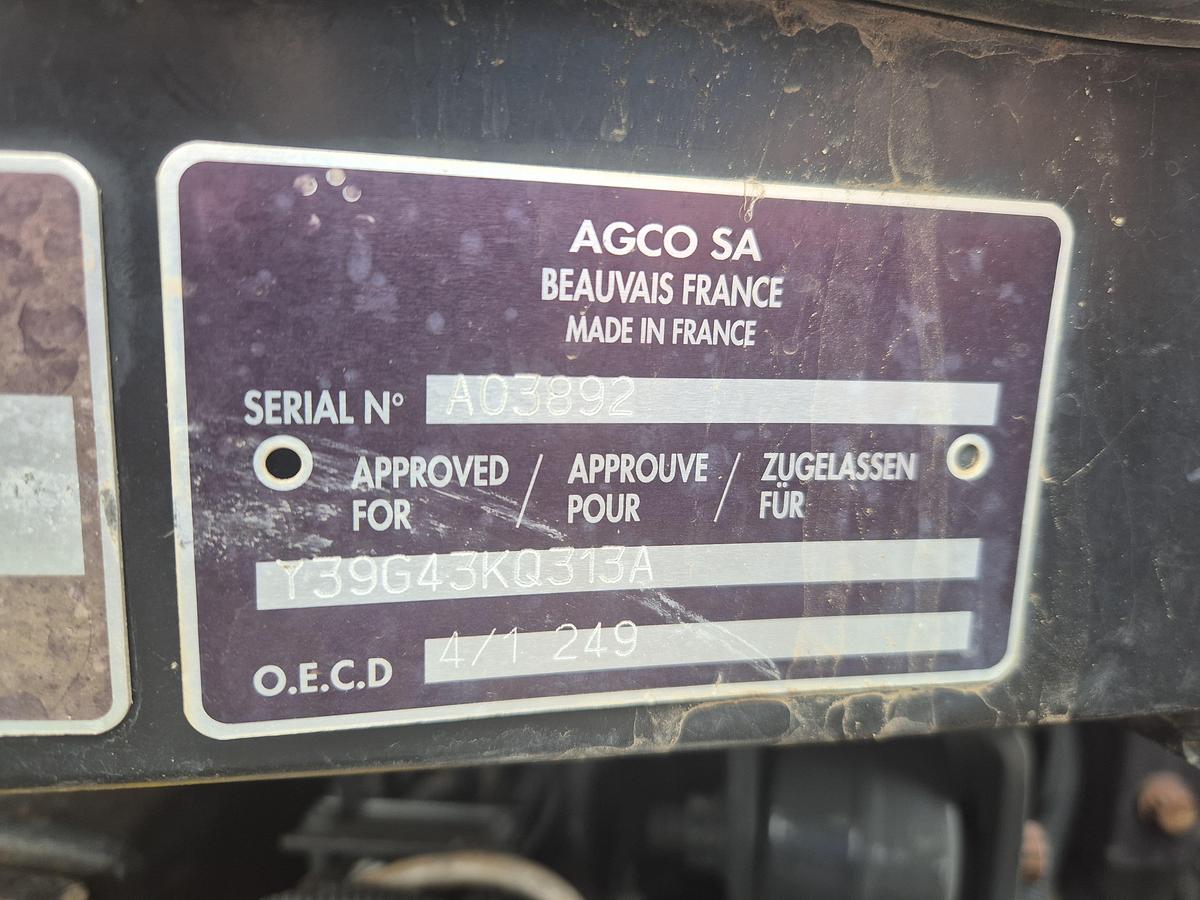 AGCO SA
BEAUVAIS FRANCE
MADE IN FRANCE
SERIAL Nº A03892
APPROVED FOR / APPROUVE POUR / ZUGELASSEN FÜR
Y39G43KQ313A
O.E.C.D 4/1 249